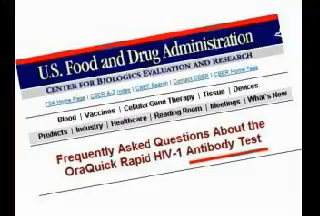 U.S. Food and Drug Administration
CENTER FOR BIOLOGICS EVALUATION AND RESEARCH
FDA Home Page | CBER A-Z Index | CBER Search | Contact CBER | CBER Home Page
Blood | Vaccines | Cellular/Gene Therapy | Tissue | Devices
Products | Industry | Healthcare | Reading Room | Meetings | What's New
Frequently Asked Questions About the
OraQuick Rapid HIV-1 Antibody Test